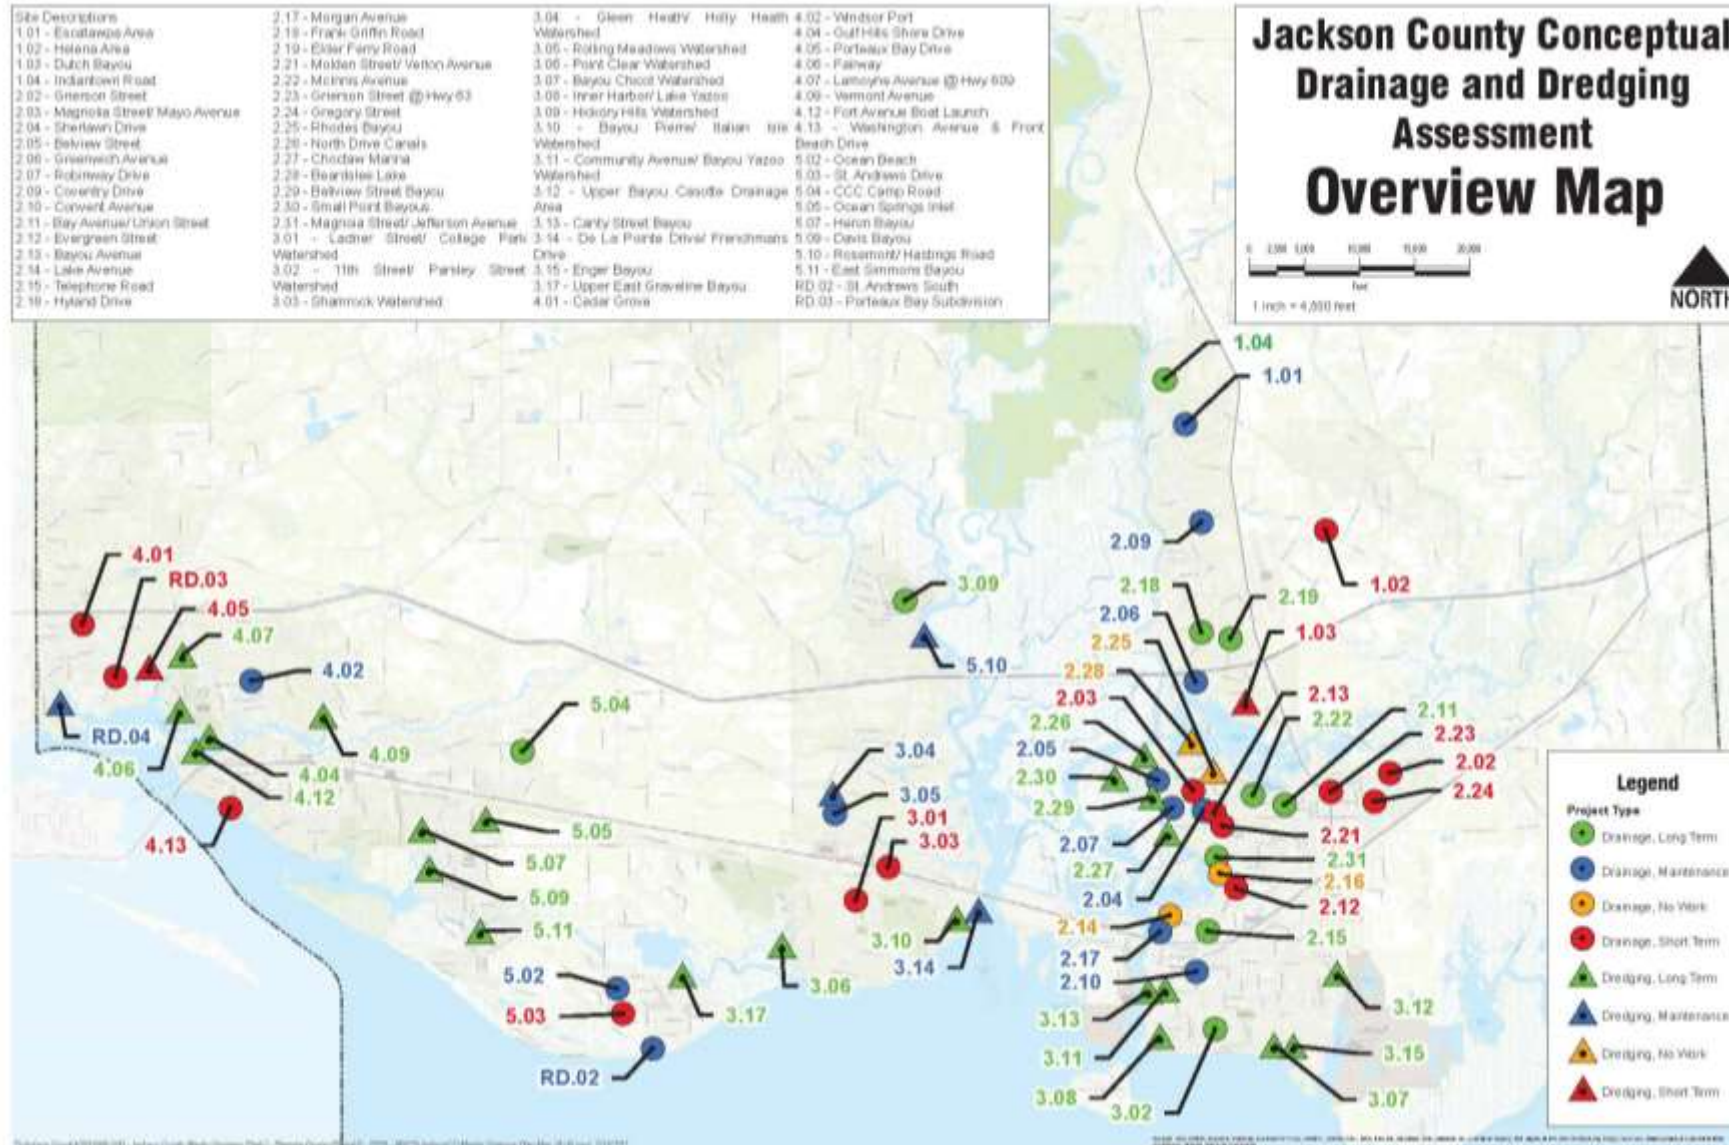 Site Descriptions
1.01 - Escatawpa Area
1.02 - Helena Area
1.03 - Dutch Bayou
1.04 - Indiantown Road
2.02 - Grierson Street
2.03 - Magnolia Street/ Mayo Avenue
2.04 - Sherlawn Drive
2.05 - Belview Street
2.06 - Greenwich Avenue
2.07 - Robinway Drive
2.09 - Coventry Drive
2.10 - Convent Avenue
2.11 - Bay Avenue/ Union Street
2.12 - Evergreen Street
2.13 - Bayou Avenue
2.14 - Lake Avenue
2.15 - Telephone Road
2.16 - Hyland Drive
2.17 - Morgan Avenue
2.18 - Frank Griffin Road
2.19 - Elder Ferry Road
2.21 - Molden Street/ Verlon Avenue
2.22 - McInnis Avenue
2.23 - Grierson Street @ Hwy 63
2.24 - Gregory Street
2.25 - Rhodes Bayou
2.26 - North Drive Canals
2.27 - Choctaw Marina
2.28 - Beardslee Lake
2.29 - Bellview Street Bayou
2.30 - Small Point Bayous
2.31 - Magnolia Street/ Jefferson Avenue
3.01 - Ladner Street/ College Park
Watershed
3.02 - 11th Street/ Parsley Street
Watershed
3.03 - Shamrock Watershed
3.04 - Gleen Heath/ Holly Heath
Watershed
3.05 - Rolling Meadows Watershed
3.06 - Point Clear Watershed
3.07 - Bayou Chicot Watershed
3.08 - Inner Harbor/ Lake Yazoo
3.09 - Hickory Hills Watershed
3.10 - Bayou Pierre/ Italian Isle
Watershed
3.11 - Community Avenue/ Bayou Yazoo
Watershed
3.12 - Upper Bayou Casotte Drainage
Area
3.13 - Canty Street Bayou
3.14 - De La Pointe Drive/ Frenchmans
Drive
3.15 - Enger Bayou
3.17 - Upper East Graveline Bayou
4.01 - Cedar Grove
4.02 - Windsor Port
4.04 - Gulf Hills Shore Drive
4.05 - Porteaux Bay Drive
4.06 - Fairway
4.07 - Lemoyne Avenue @ Hwy 609
4.09 - Vermont Avenue
4.12 - Fort Avenue Boat Launch
4.13 - Washington Avenue & Front
Beach Drive
5.02 - Ocean Beach
5.03 - St. Andrews Drive
5.04 - CCC Camp Road
5.05 - Ocean Springs Inlet
5.07 - Heron Bayou
5.09 - Davis Bayou
5.10 - Rosemont/ Hastings Road
5.11 - East Simmons Bayou
RD.02 - St. Andrews South
RD.03 - Porteaux Bay Subdivision
Jackson County Conceptual
Drainage and Dredging
Assessment
Overview Map
0 2,500 5,000 10,000 15,000 20,000
Feet
1 inch = 4,000 feet
NORTH
1.04
1.01
2.09
4.01
RD.03
3.09
2.18
1.02
2.19
4.05
2.06
4.07
1.03
2.25
5.10
4.02
2.28
2.03
2.13
5.04
2.11
2.22
2.26
RD.04
2.23
4.09
3.04
2.05
2.02
4.06
4.04
2.30
2.24
4.12
3.05
2.29
3.01
5.05
2.21
3.03
4.13
2.07
5.07
2.31
2.27
2.16
5.09
2.04
2.12
5.11
2.14
3.10
2.15
2.17
3.14
5.02
2.10
3.06
3.12
5.03
3.17
3.13
3.11
3.15
RD.02
3.08
3.07
3.02
Legend
Project Type
Drainage, Long Term
Drainage, Maintenance
Drainage, No Work
Drainage, Short Term
Dredging, Long Term
Dredging, Maintenance
Dredging, No Work
Dredging, Short Term